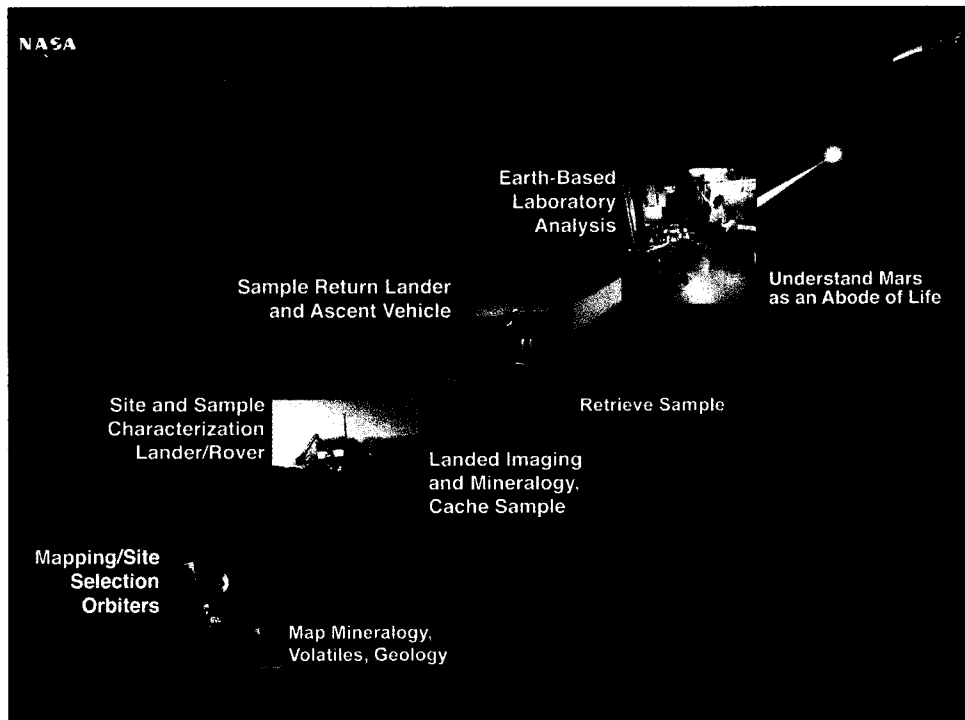 NASA
Earth-Based
Laboratory
Analysis
Understand Mars
as an Abode of Life
Sample Return Lander
and Ascent Vehicle
Retrieve Sample
Site and Sample
Characterization
Lander/Rover
Landed Imaging
and Mineralogy,
Cache Sample
Mapping/Site
Selection
Orbiters
Map Mineralogy,
Volatiles, Geology